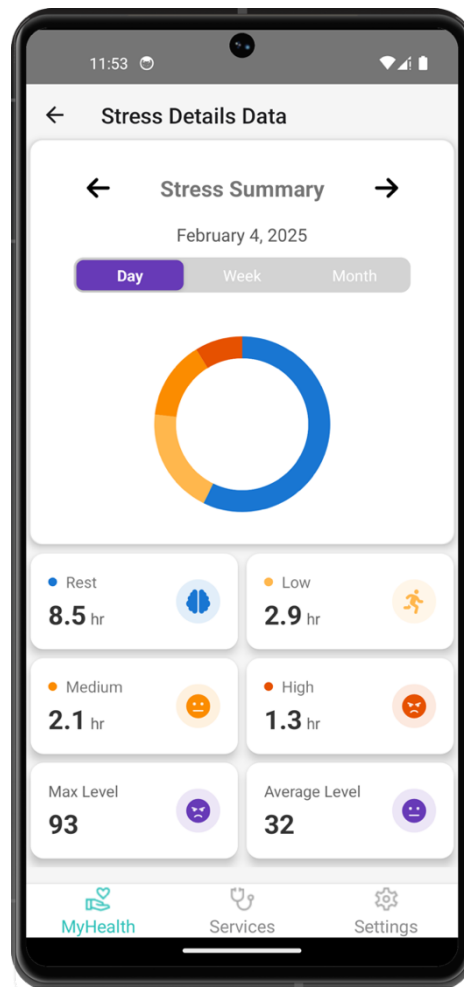 11:53
Stress Details Data
Stress Summary
February 4, 2025
Day Week Month
Rest
8.5 hr
Low
2.9 hr
Medium
2.1 hr
High
1.3 hr
Max Level
93
Average Level
32
MyHealth Services Settings